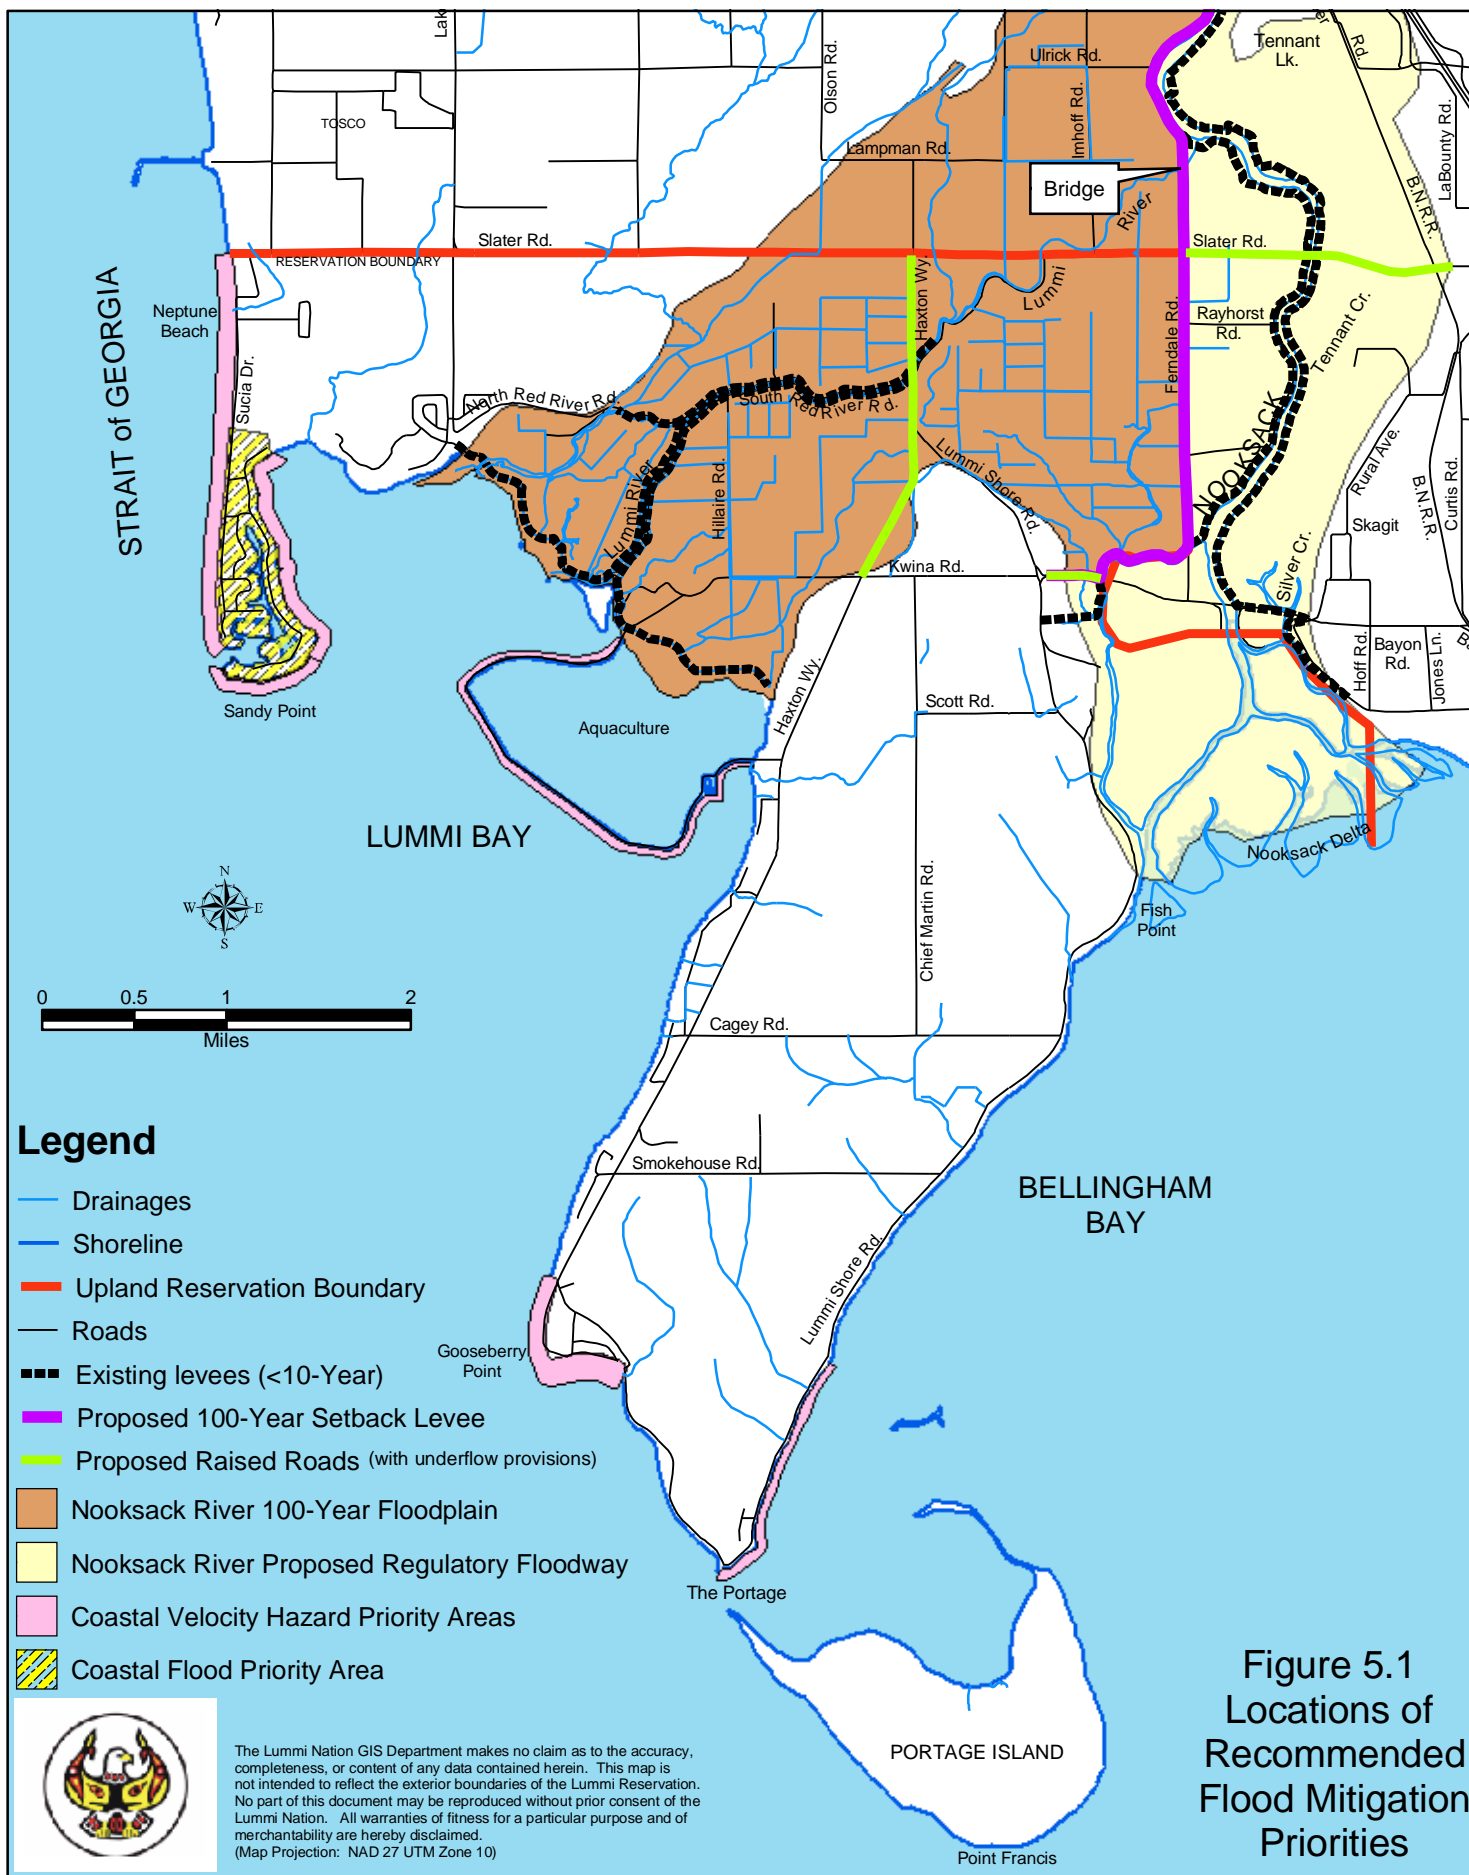 Lak
Olson Rd.
Ulrick Rd.
Imhoff Rd.
Tennant
Lk.
er Rd.
LaBounty Rd.
TOSCO
Lampman Rd.
Bridge
River
B.N.R.R.
Slater Rd.
Slater Rd.
RESERVATION BOUNDARY
STRAIT of GEORGIA
Neptune
Beach
Sucia Dr.
Haxton Wy.
Lummi
Ferndale Rd.
Rayhorst
Rd.
Tennant Cr.
North Red River Rd.
South Red River Rd.
NOOKSACK
Lummi River
Hillaire Rd.
Lummi Shore Rd.
Rural Ave.
B.N.R.R.
Curtis Rd.
Skagit
Kwina Rd.
Silver Cr.
Hoff Rd.
Bayon
Rd.
Jones Ln.
Haxton Wy.
Scott Rd.
Sandy Point
Aquaculture
LUMMI BAY
Nooksack Delta
N
W
E
S
Chief Martin Rd.
Fish
Point
0
0.5
1
2
Miles
Cagey Rd.
Smokehouse Rd.
BELLINGHAM
BAY
Lummi Shore Rd.
Gooseberry
Point
The Portage
PORTAGE ISLAND
Point Francis
Legend
Drainages
Shoreline
Upland Reservation Boundary
Roads
Existing levees (<10-Year)
Proposed 100-Year Setback Levee
Proposed Raised Roads (with underflow provisions)
Nooksack River 100-Year Floodplain
Nooksack River Proposed Regulatory Floodway
Coastal Velocity Hazard Priority Areas
Coastal Flood Priority Area
The Lummi Nation GIS Department makes no claim as to the accuracy,
completeness, or content of any data contained herein. This map is
not intended to reflect the exterior boundaries of the Lummi Reservation.
No part of this document may be reproduced without prior consent of the
Lummi Nation. All warranties of fitness for a particular purpose and of
merchantability are hereby disclaimed.
(Map Projection: NAD 27 UTM Zone 10)
Figure 5.1
Locations of
Recommended
Flood Mitigation
Priorities